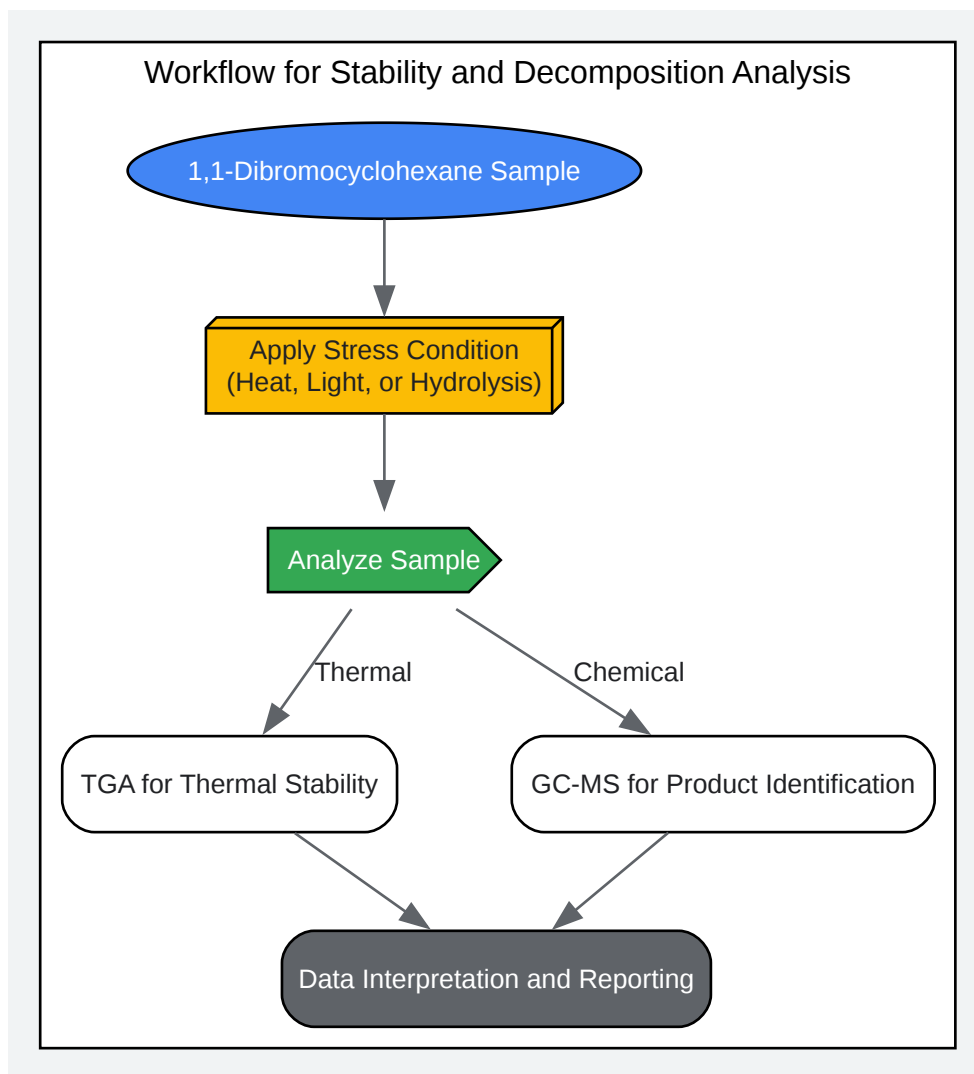 Workflow for Stability and Decomposition Analysis
1,1-Dibromocyclohexane Sample
Apply Stress Condition
(Heat, Light, or Hydrolysis)
Analyze Sample
Thermal
Chemical
TGA for Thermal Stability
GC-MS for Product Identification
Data Interpretation and Reporting